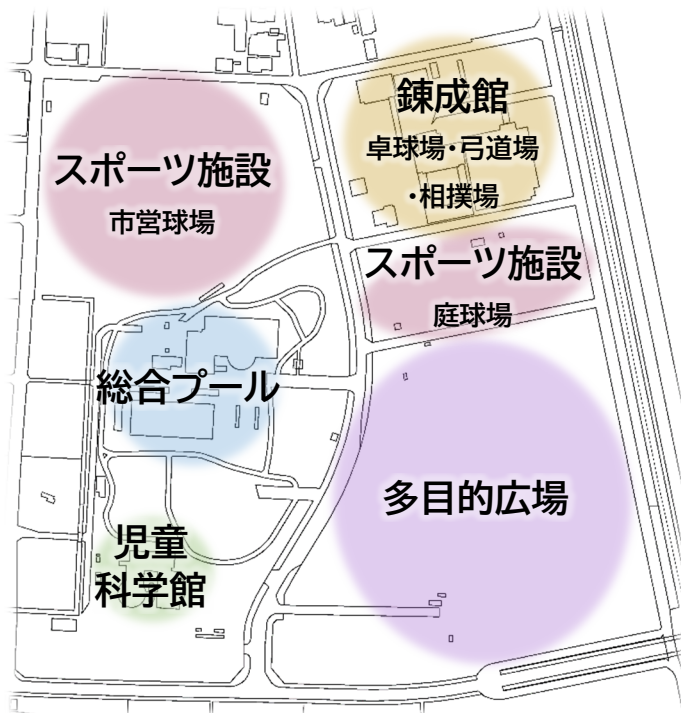 錬成館
卓球場・弓道場
・相撲場
スポーツ施設
市営球場
スポーツ施設
庭球場
総合プール
多目的広場
児童
科学館